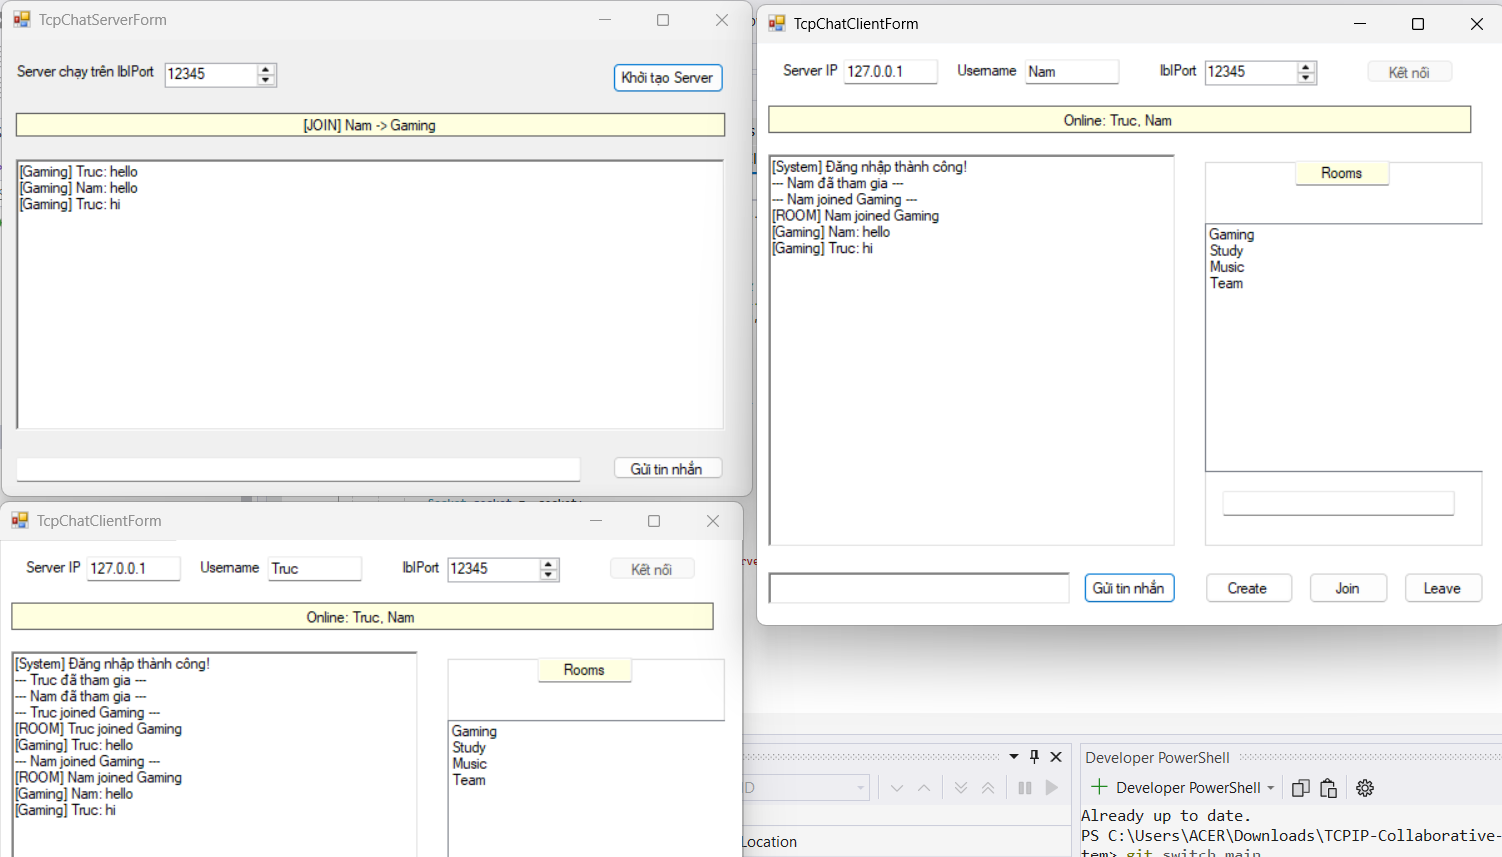 TcpChatServerForm
Server chạy trên lblPort 12345 Khởi tạo Server
[JOIN] Nam -> Gaming
[Gaming] Truc: hello
[Gaming] Nam: hello
[Gaming] Truc: hi
Gửi tin nhắn
TcpChatClientForm
Server IP 127.0.0.1 Username Nam lblPort 12345 Kết nối
Online: Truc, Nam
[System] Đăng nhập thành công!
--- Nam đã tham gia ---
--- Nam joined Gaming ---
[ROOM] Nam joined Gaming
[Gaming] Nam: hello
[Gaming] Truc: hi
Rooms
Gaming
Study
Music
Team
Gửi tin nhắn Create Join Leave
TcpChatClientForm
Server IP 127.0.0.1 Username Truc lblPort 12345 Kết nối
Online: Truc, Nam
[System] Đăng nhập thành công!
--- Truc đã tham gia ---
--- Nam đã tham gia ---
--- Truc joined Gaming ---
[ROOM] Truc joined Gaming
[Gaming] Truc: hello
--- Nam joined Gaming ---
[ROOM] Nam joined Gaming
[Gaming] Nam: hello
[Gaming] Truc: hi
Rooms
Gaming
Study
Music
Team
Location
Developer PowerShell
Developer PowerShell
Already up to date.
PS C:\Users\ACER\Downloads\TCPIP-Collaborative-
tem> git switch main